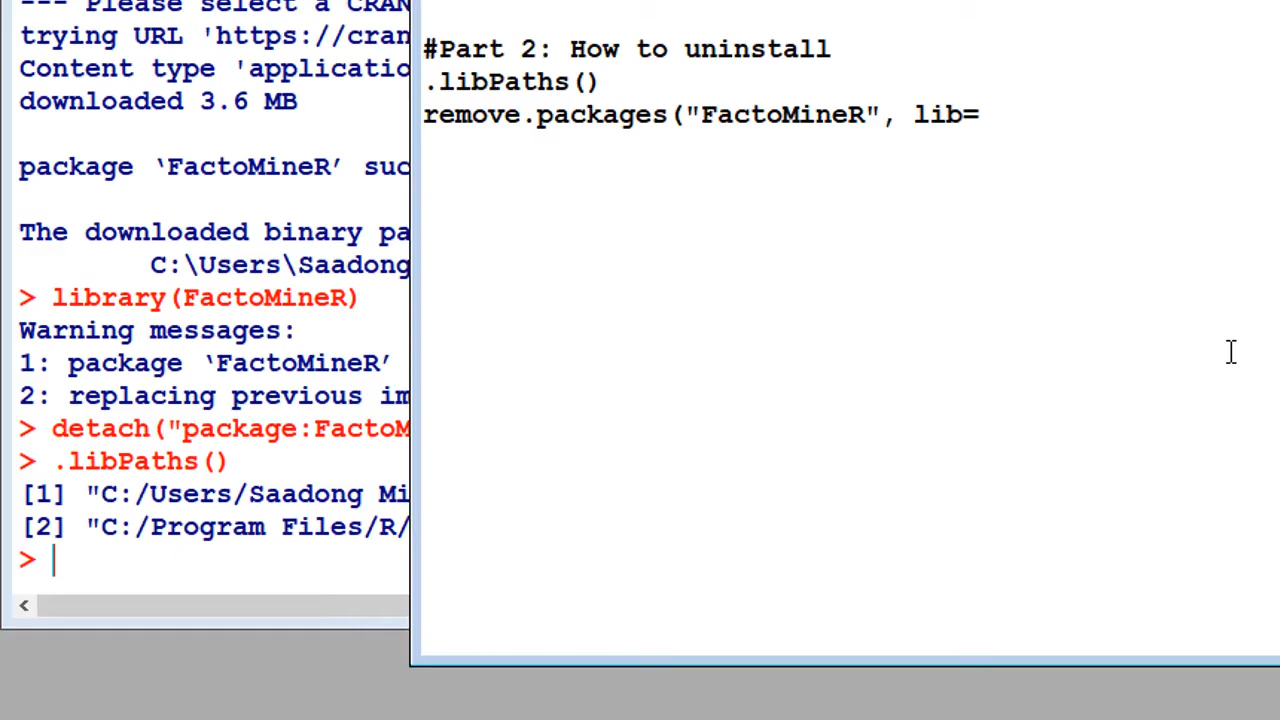 --- Please select a CRAN
trying URL 'https://cran
Content type 'applicatio
downloaded 3.6 MB
package ‘FactoMineR’ suc
The downloaded binary pa
C:\Users\Saadong
> library(FactoMineR)
Warning messages:
1: package ‘FactoMineR’
2: replacing previous im
> detach("package:FactoM
> .libPaths()
[1] "C:/Users/Saadong Mi
[2] "C:/Program Files/R/
>
#Part 2: How to uninstall
.libPaths()
remove.packages("FactoMineR", lib=